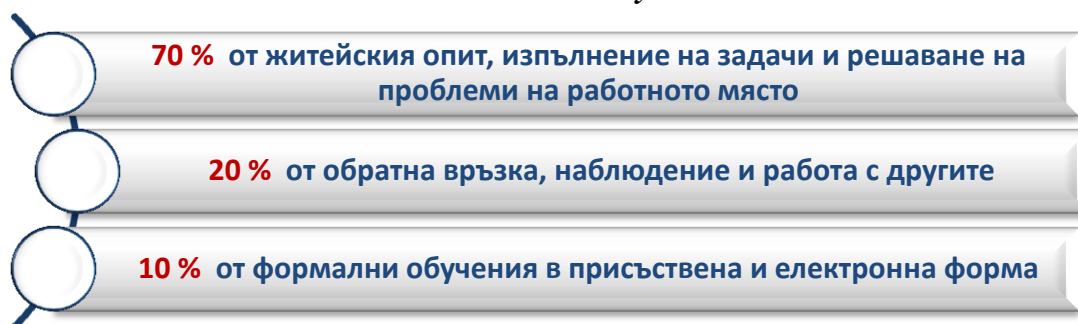 70 % от житейския опит, изпълнение на задачи и решаване на
проблеми на работното място
20 % от обратна връзка, наблюдение и работа с другите
10 % от формални обучения в присъствена и електронна форма